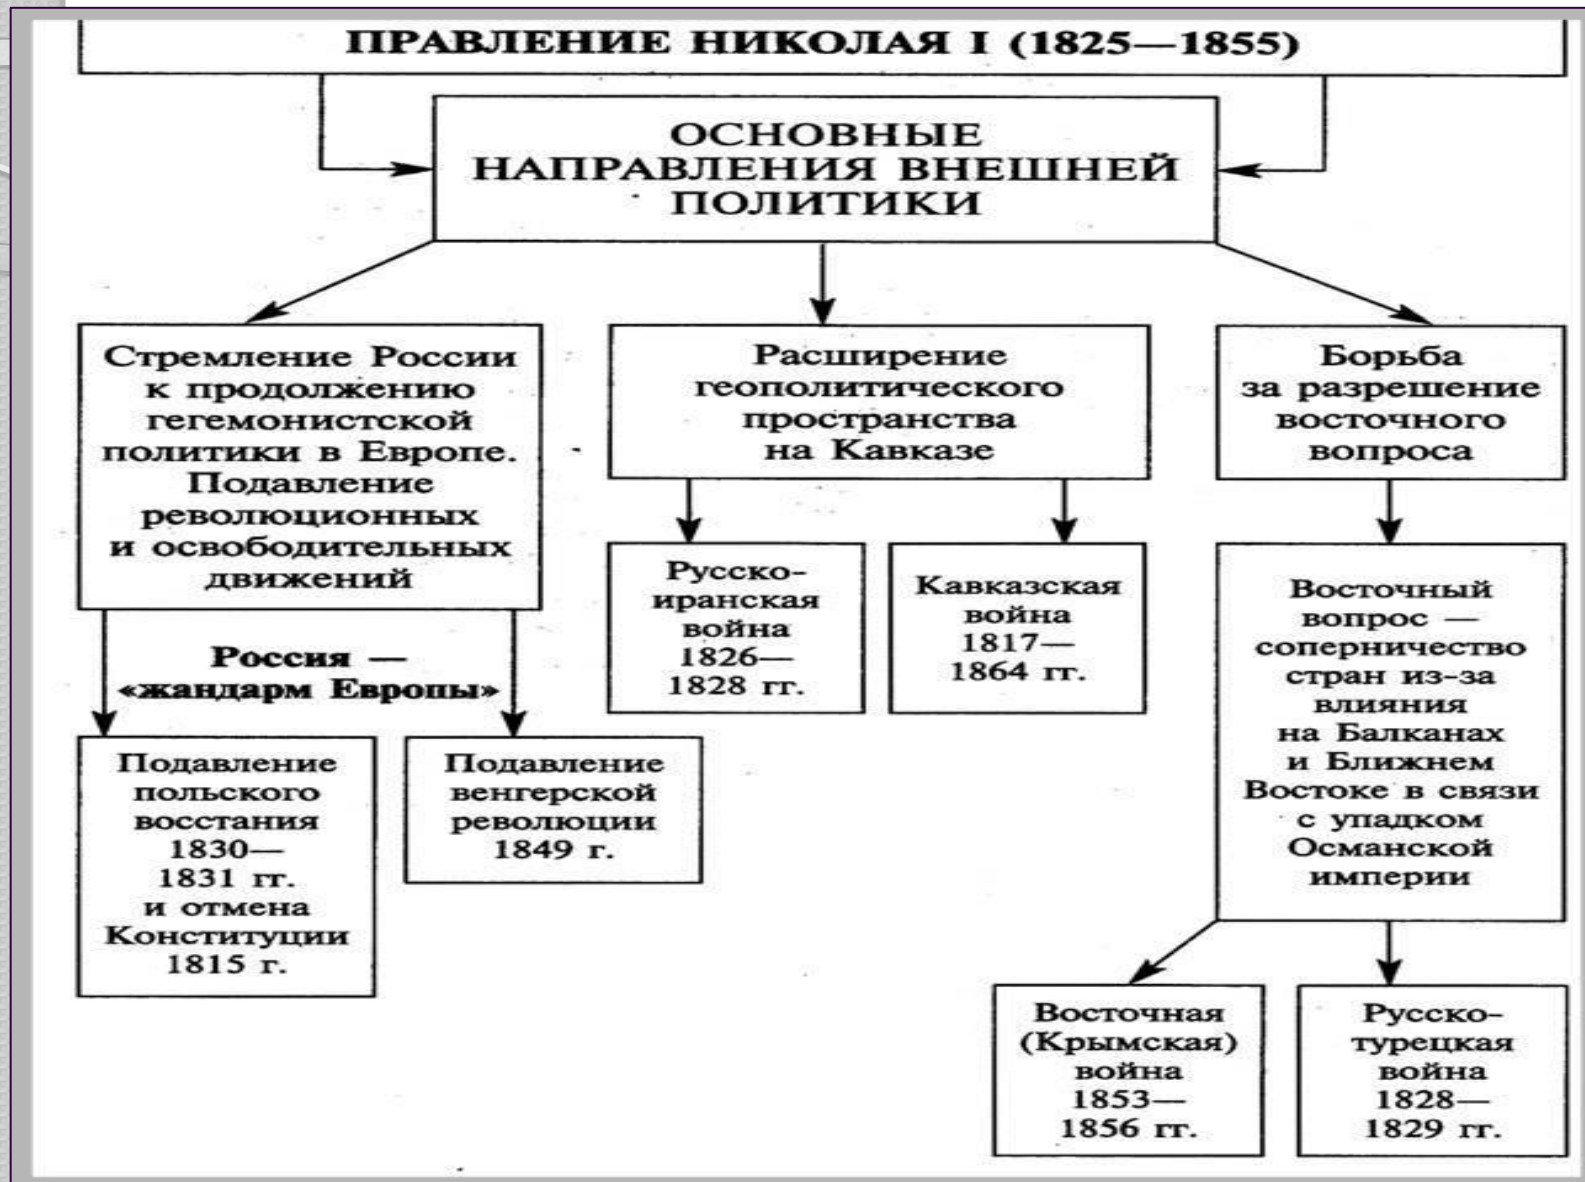 ПРАВЛЕНИЕ НИКОЛАЯ I (1825—1855)
ОСНОВНЫЕ
НАПРАВЛЕНИЯ ВНЕШНЕЙ
ПОЛИТИКИ
Стремление России
к продолжению
гегемонистской
политики в Европе.
Подавление
революционных
и освободительных
движений
Расширение
геополитического
пространства
на Кавказе
Борьба
за разрешение
восточного
вопроса
Россия —
«жандарм Европы»
Русско-
иранская
война
1826—
1828 гг.
Кавказская
война
1817—
1864 гг.
Восточный
вопрос —
соперничество
стран из-за
влияния
на Балканах
и Ближнем
Востоке в связи
с упадком
Османской
империи
Подавление
польского
восстания
1830—
1831 гг.
и отмена
Конституции
1815 г.
Подавление
венгерской
революции
1849 г.
Восточная
(Крымская)
война
1853—
1856 гг.
Русско-
турецкая
война
1828—
1829 гг.